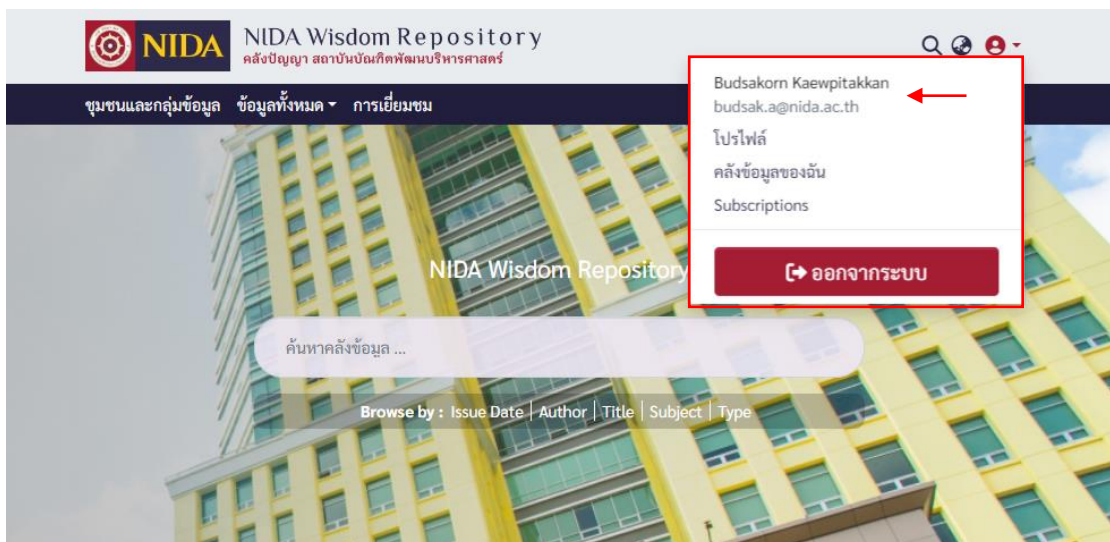 NIDA
NIDA Wisdom Repository
คลังปัญญา สถาบันบัณฑิตพัฒนบริหารศาสตร์
ชุมชนและกลุ่มข้อมูล ข้อมูลทั้งหมด การเยี่ยมชม
Budsakorn Kaewpitakkan
budsak.a@nida.ac.th
โปรไฟล์
คลังข้อมูลของฉัน
Subscriptions
ออกจากระบบ
NIDA Wisdom Repository
ค้นหาคลังข้อมูล ...
Browse by : Issue Date | Author | Title | Subject | Type